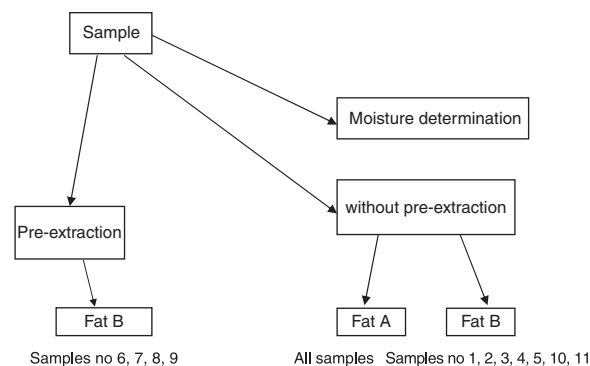 Sample
Moisture determination
without pre-extraction
Pre-extraction
Fat B
Fat A
Fat B
Samples no 6, 7, 8, 9
All samples
Samples no 1, 2, 3, 4, 5, 10, 11